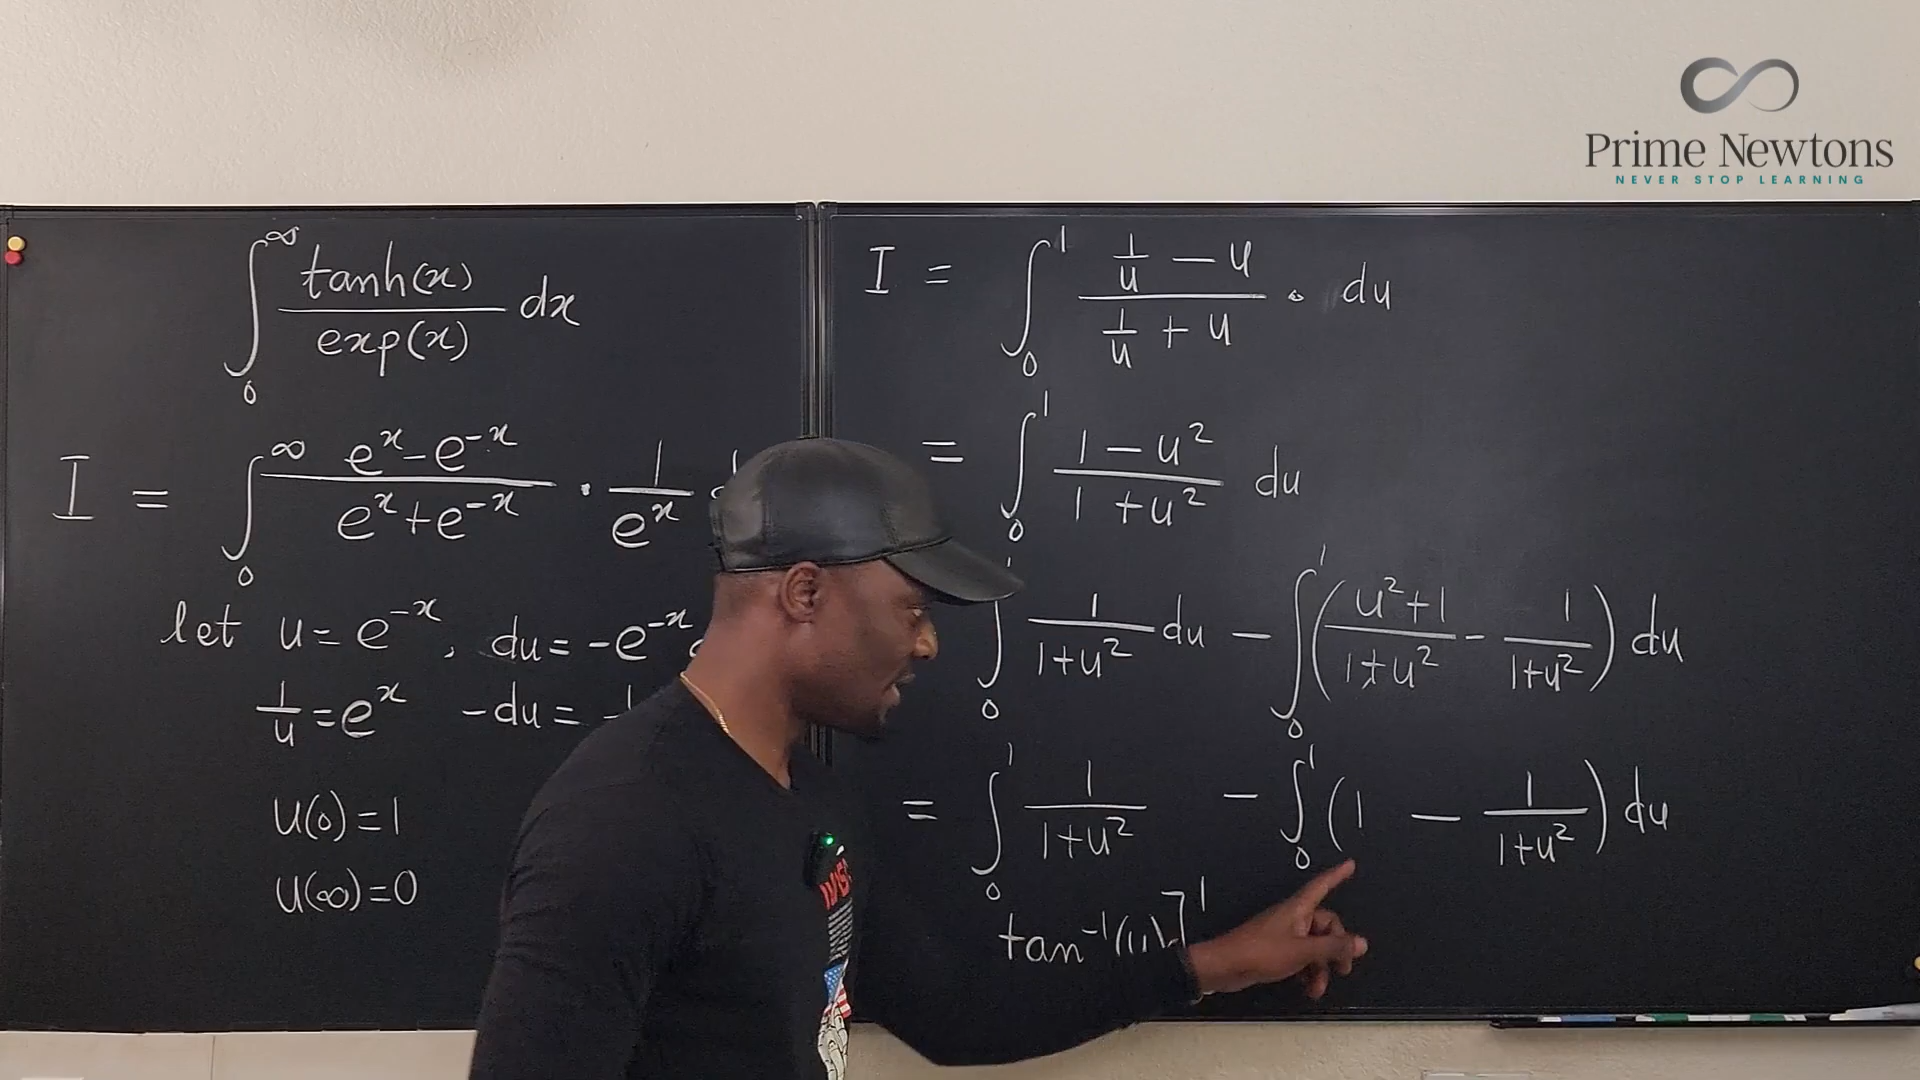 Prime Newtons
NEVER STOP LEARNING
∫₀^∞ tanh(x)/exp(x) dx
I = ∫₀^∞ (eˣ-e⁻ˣ)/(eˣ+e⁻ˣ) · 1/eˣ
let u = e⁻ˣ, du = -e⁻ˣ
1/u = eˣ -du =
u(0) = 1
u(∞) = 0
I = ∫₀¹ (1/u - u)/(1/u + u) · du
= ∫₀¹ (1-u²)/(1+u²) du
∫₀¹ 1/(1+u²) du - ∫₀¹ ((u²+1)/(1+u²) - 1/(1+u²)) du
= ∫₀¹ 1/(1+u²) - ∫₀¹ (1 - 1/(1+u²)) du
tan⁻¹(u)]¹